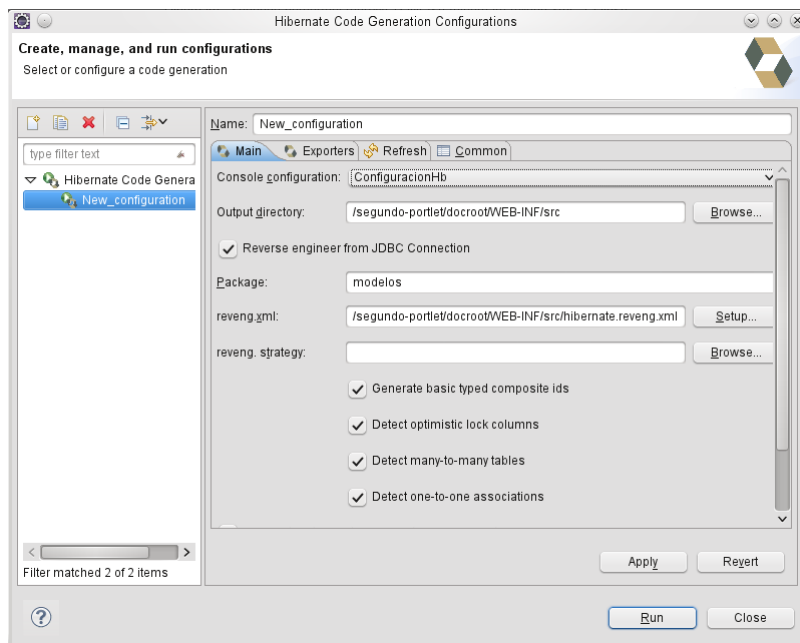 Hibernate Code Generation Configurations
Create, manage, and run configurations
Select or configure a code generation
Name: New_configuration
type filter text
Main Exporters Refresh Common
Hibernate Code Genera
New_configuration
Console configuration: ConfiguracionHb
Output directory: /segundo-portlet/docroot/WEB-INF/src Browse...
Reverse engineer from JDBC Connection
Package: modelos
reveng.xml: /segundo-portlet/docroot/WEB-INF/src/hibernate.reveng.xml Setup...
reveng. strategy: Browse...
Generate basic typed composite ids
Detect optimistic lock columns
Detect many-to-many tables
Detect one-to-one associations
Filter matched 2 of 2 items
Apply Revert
? Run Close